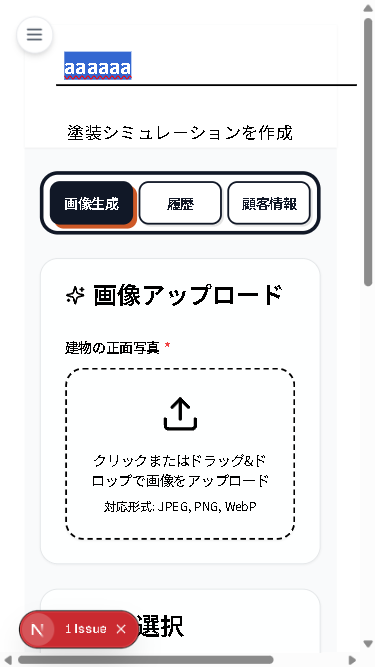 aaaaaa
塗装シミュレーションを作成
画像生成
履歴
顧客情報
画像アップロード
建物の正面写真 *
クリックまたはドラッグ&ド
ロップで画像をアップロード
対応形式: JPEG, PNG, WebP
選択
N 1 Issue ×